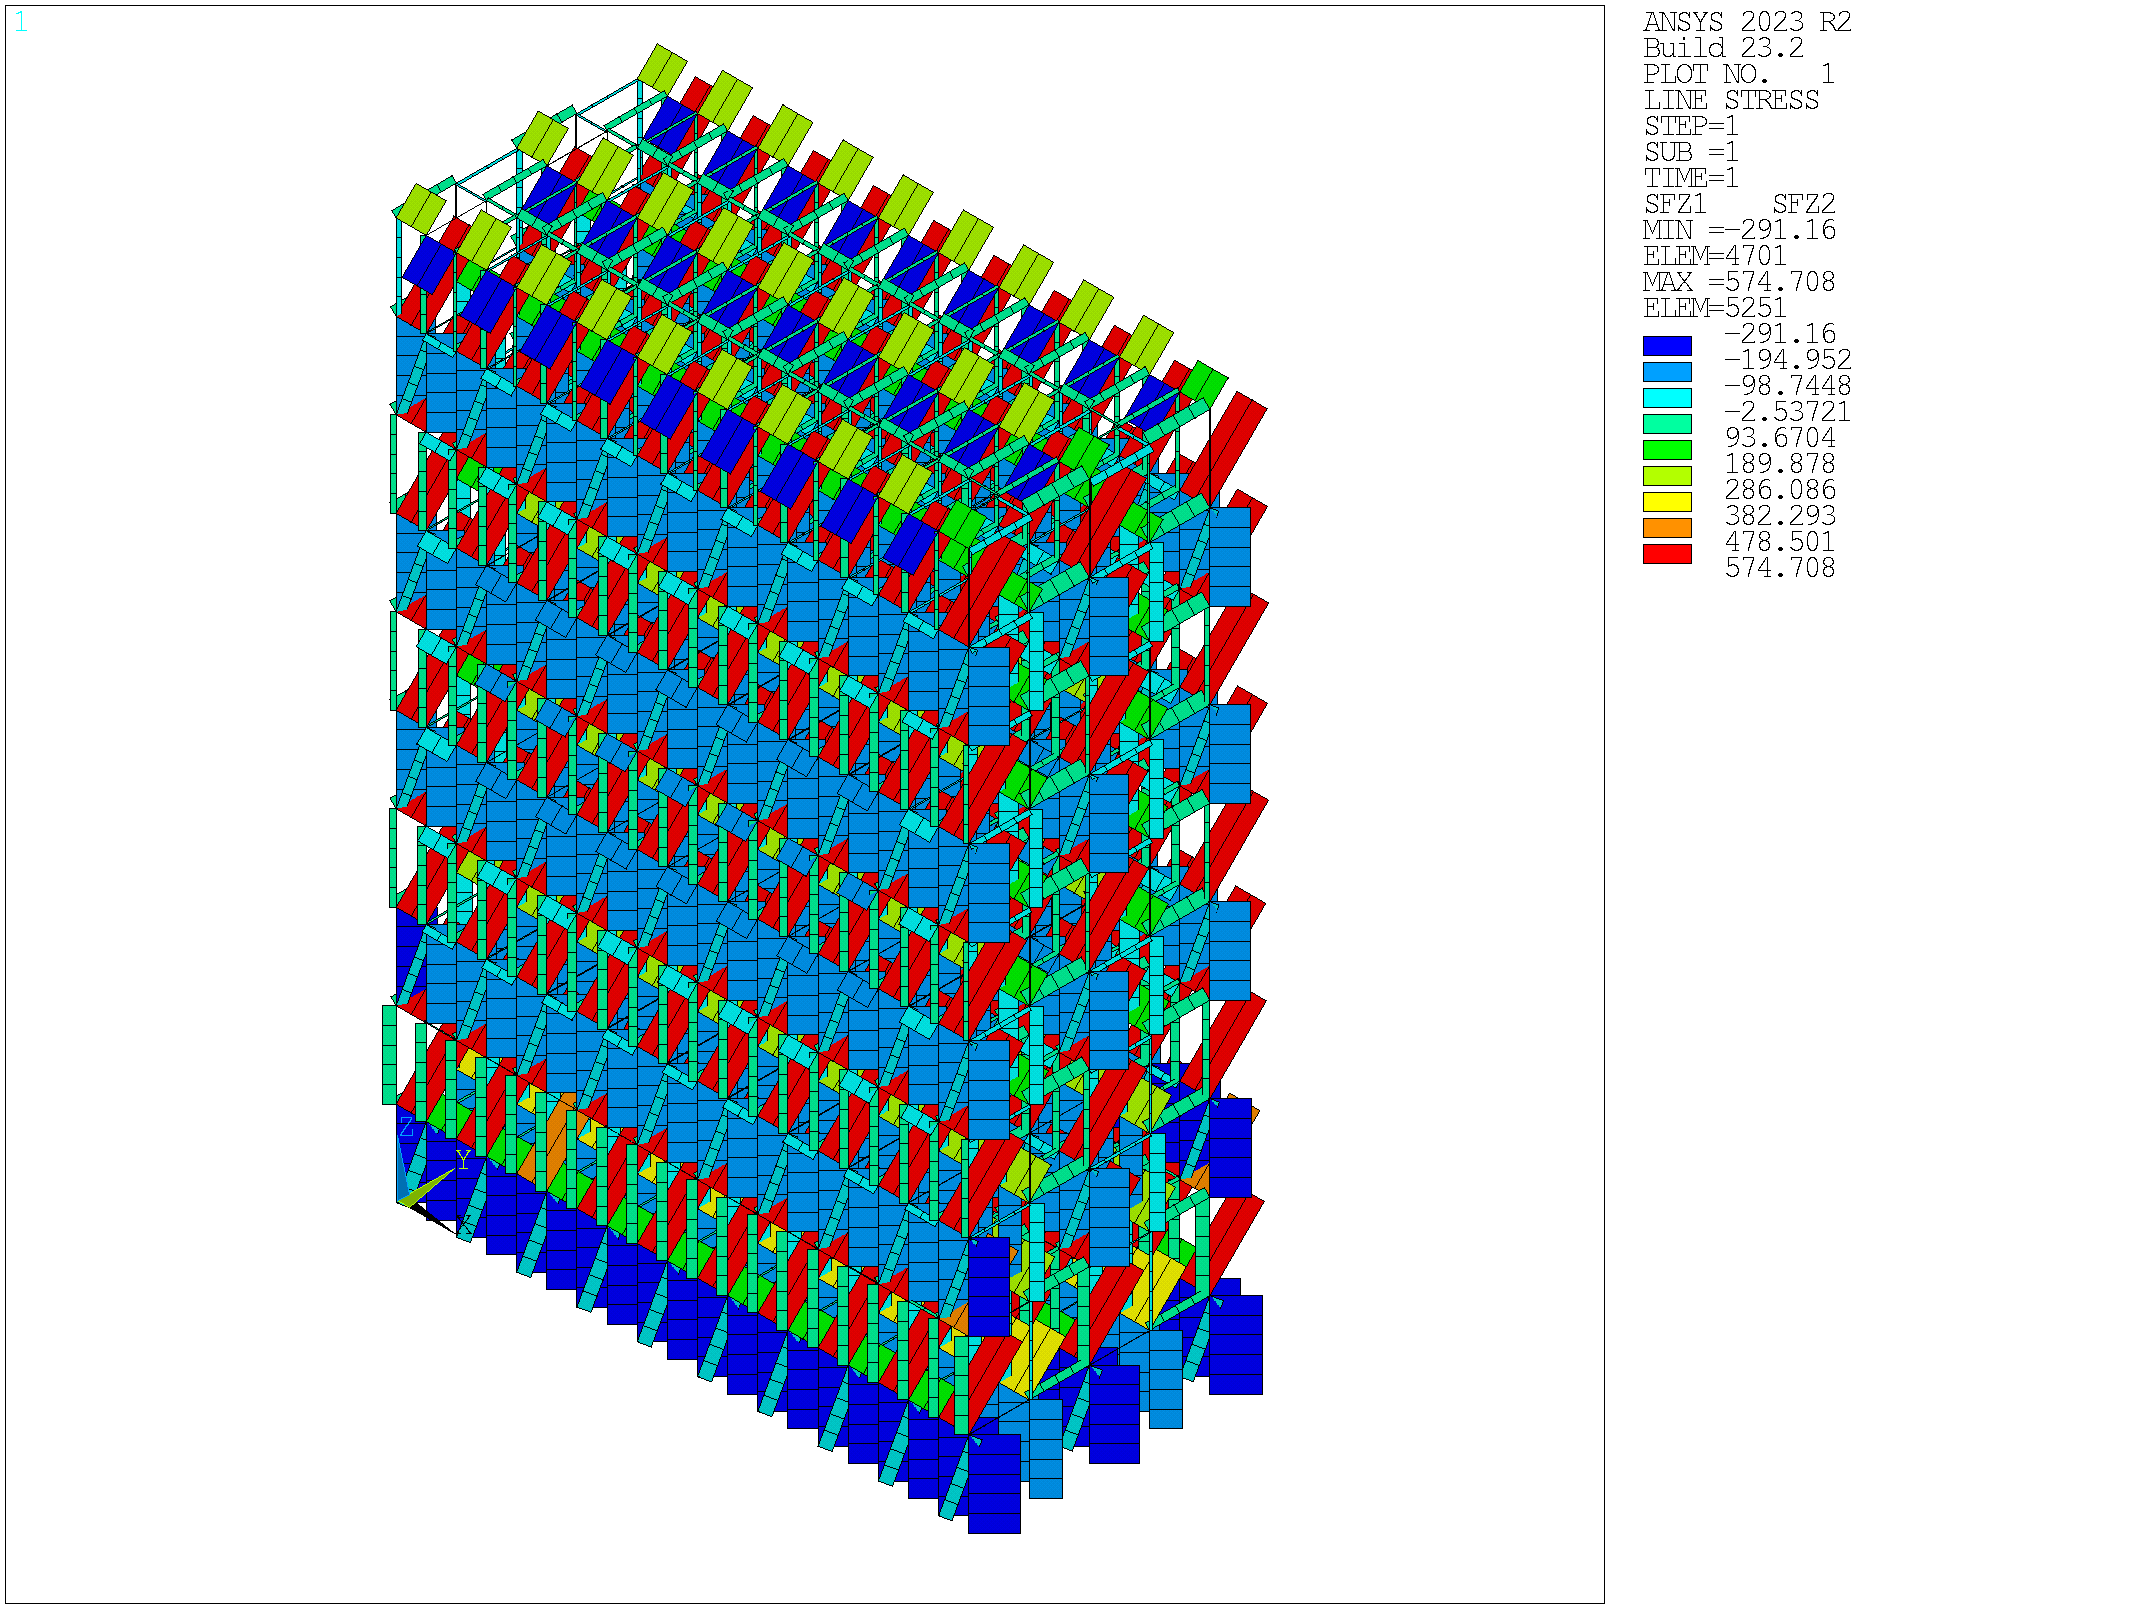 1
ANSYS 2023 R2
Build 23.2
PLOT NO. 1
LINE STRESS
STEP=1
SUB =1
TIME=1
SFZ1 SFZ2
MIN =-291.16
ELEM=4701
MAX =574.708
ELEM=5251
-291.16
-194.952
-98.7448
-2.53721
93.6704
189.878
286.086
382.293
478.501
574.708
Z
Y
X